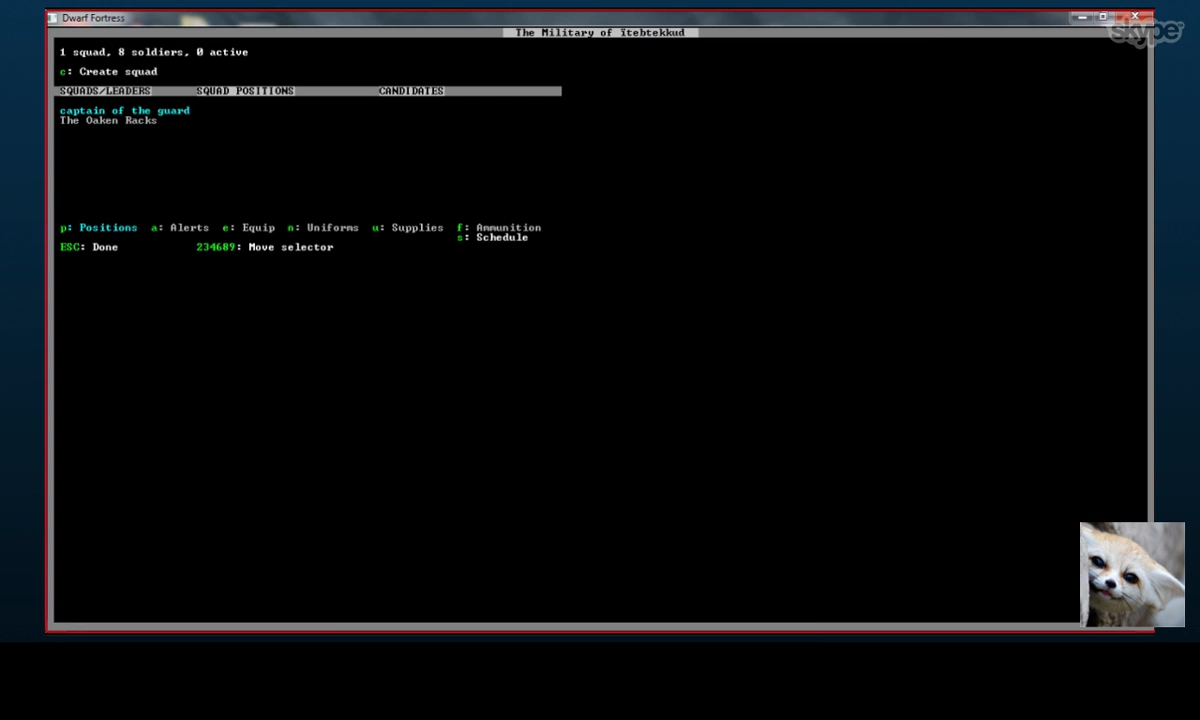 Dwarf Fortress
The Military of Itebtekkud
skype
1 squad, 8 soldiers, 0 active
c: Create squad
SQUADS/LEADERS SQUAD POSITIONS CANDIDATES
captain of the guard
The Oaken Racks
p: Positions a: Alerts e: Equip n: Uniforms u: Supplies f: Ammunition
s: Schedule
ESC: Done 234689: Move selector